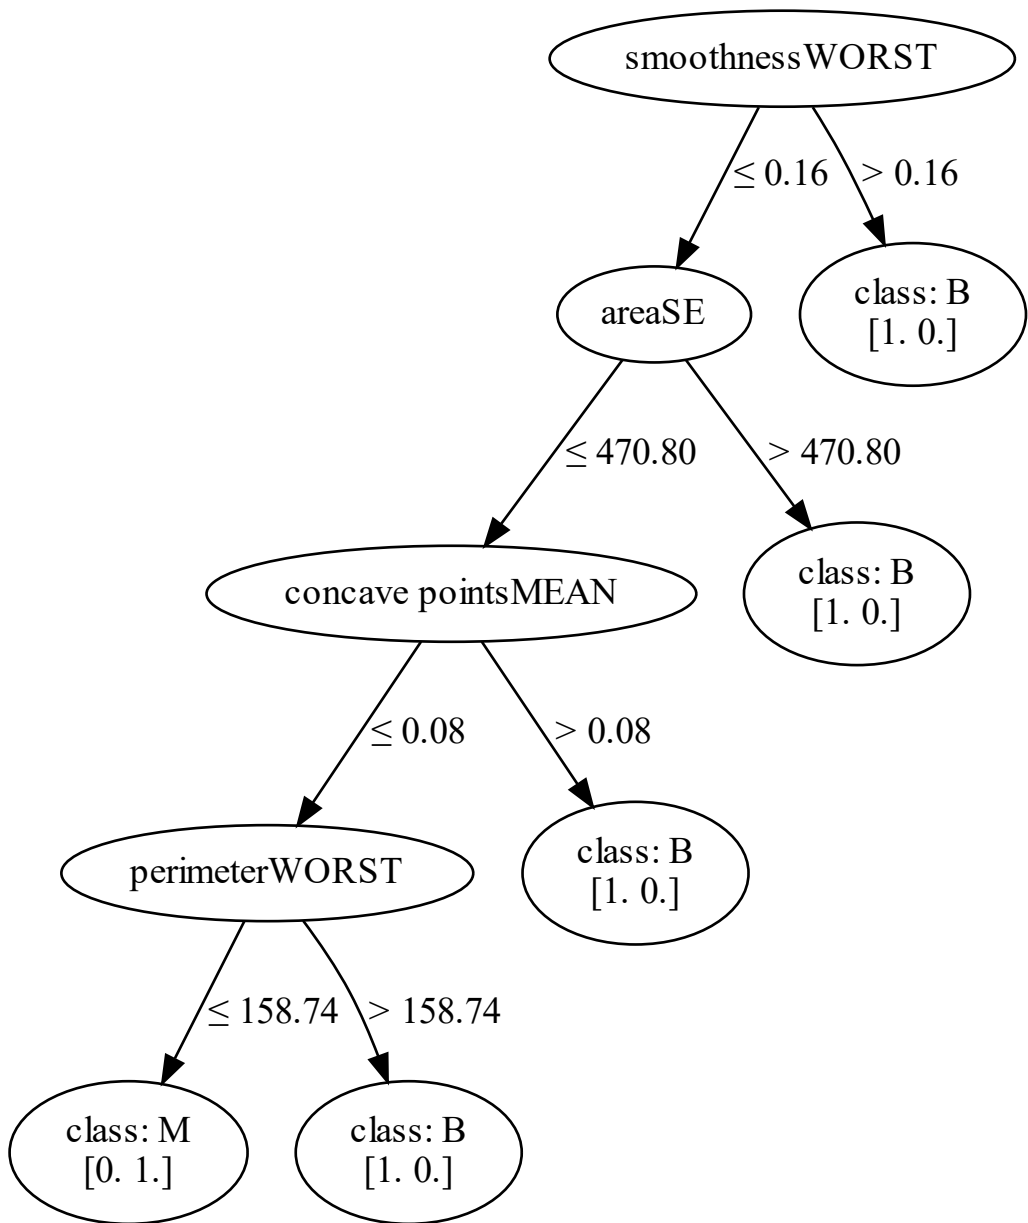 smoothnessWORST
≤ 0.16
> 0.16
areaSE
class: B
[1. 0.]
≤ 470.80
> 470.80
concave pointsMEAN
class: B
[1. 0.]
≤ 0.08
> 0.08
perimeterWORST
class: B
[1. 0.]
≤ 158.74
> 158.74
class: M
[0. 1.]
class: B
[1. 0.]